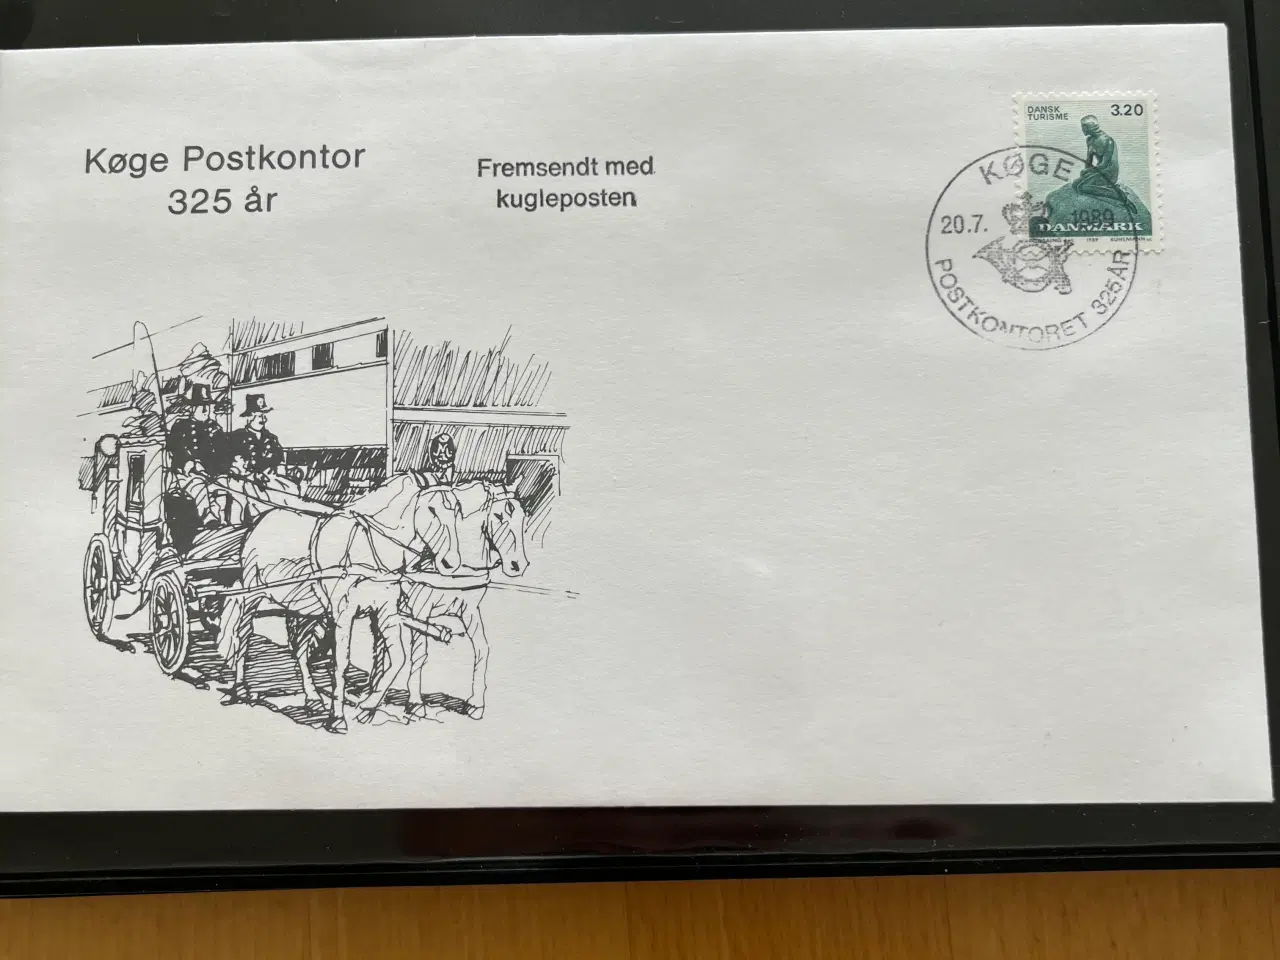 Køge Postkontor
325 år
Fremsendt med
kugleposten
DANSK
TURISME
3.20
DANMARK
1989
KØGE
20.7. 1989
POSTKONTORET 325 ÅR